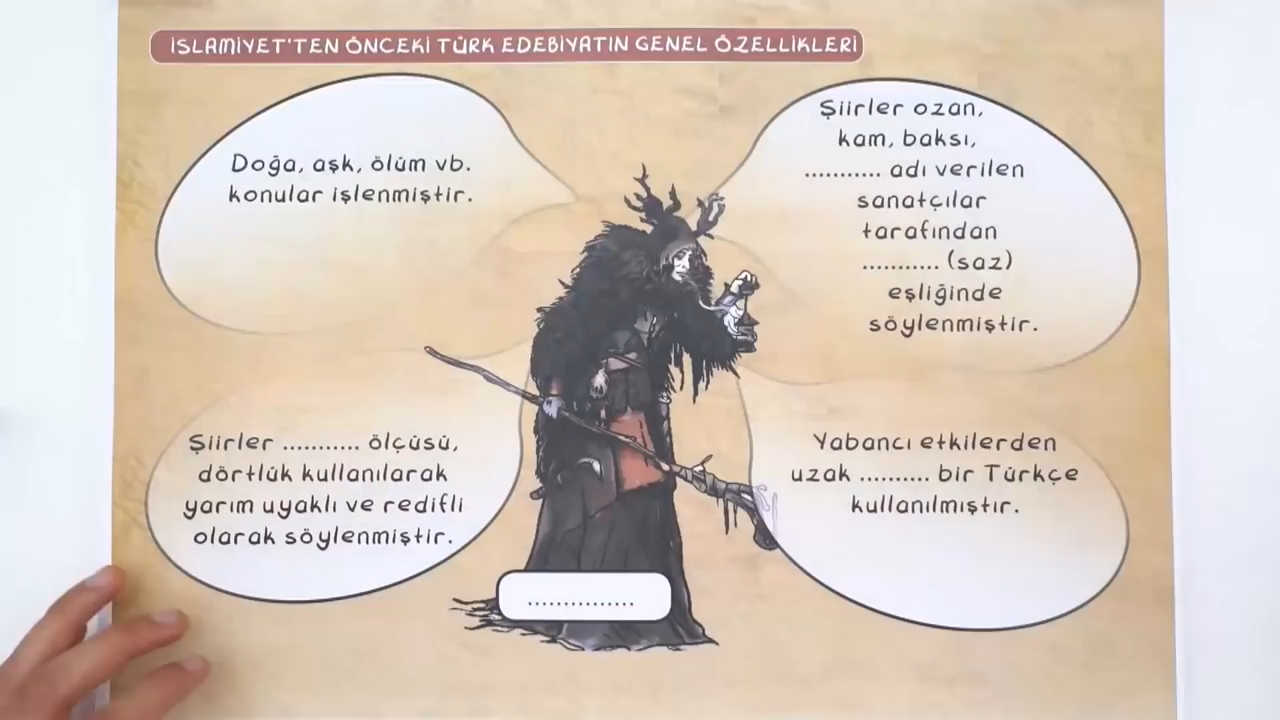 İSLAMİYET'TEN ÖNCEKİ TÜRK EDEBİYATIN GENEL ÖZELLİKLERİ
Doğa, aşk, ölüm vb.
konular işlenmiştir.
Şiirler ozan,
kam, baksı,
........... adı verilen
sanatçılar
tarafından
........... (saz)
eşliğinde
söylenmiştir.
Şiirler ........... ölçüsü,
dörtlük kullanılarak
yarım uyaklı ve redifli
olarak söylenmiştir.
Yabancı etkilerden
uzak .......... bir Türkçe
kullanılmıştır.
...............